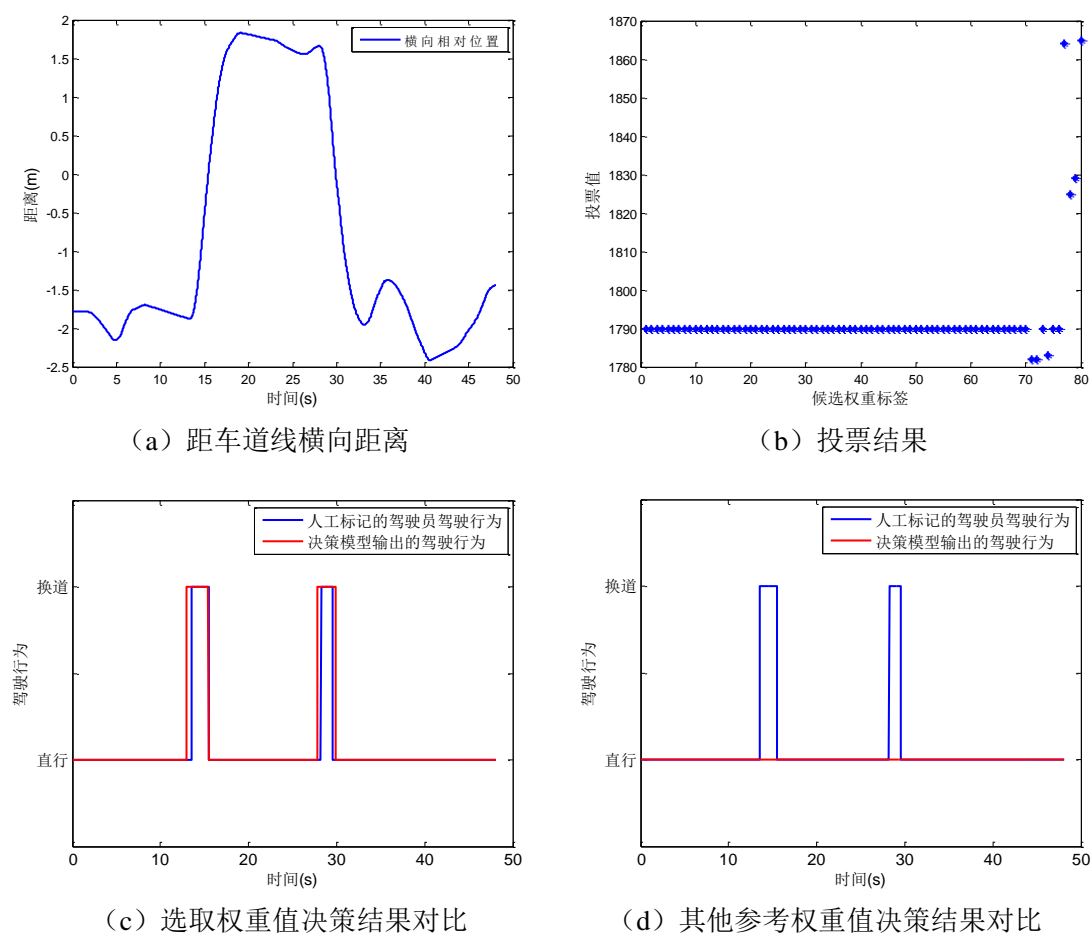 2
1.5
1
0.5
0
-0.5
-1
-1.5
-2
-2.5
距离(m)
横向相对位置
0 5 10 15 20 25 30 35 40 45 50
时间(s)
(a)距车道线横向距离
1870
1860
1850
1840
1830
1820
1810
1800
1790
1780
投票值
0 10 20 30 40 50 60 70 80
候选权重标签
(b)投票结果
人工标记的驾驶员驾驶行为
决策模型输出的驾驶行为
换道
驾驶行为
直行
0 10 20 30 40 50
时间(s)
(c)选取权重值决策结果对比
人工标记的驾驶员驾驶行为
决策模型输出的驾驶行为
换道
驾驶行为
直行
0 10 20 30 40 50
时间(s)
(d)其他参考权重值决策结果对比